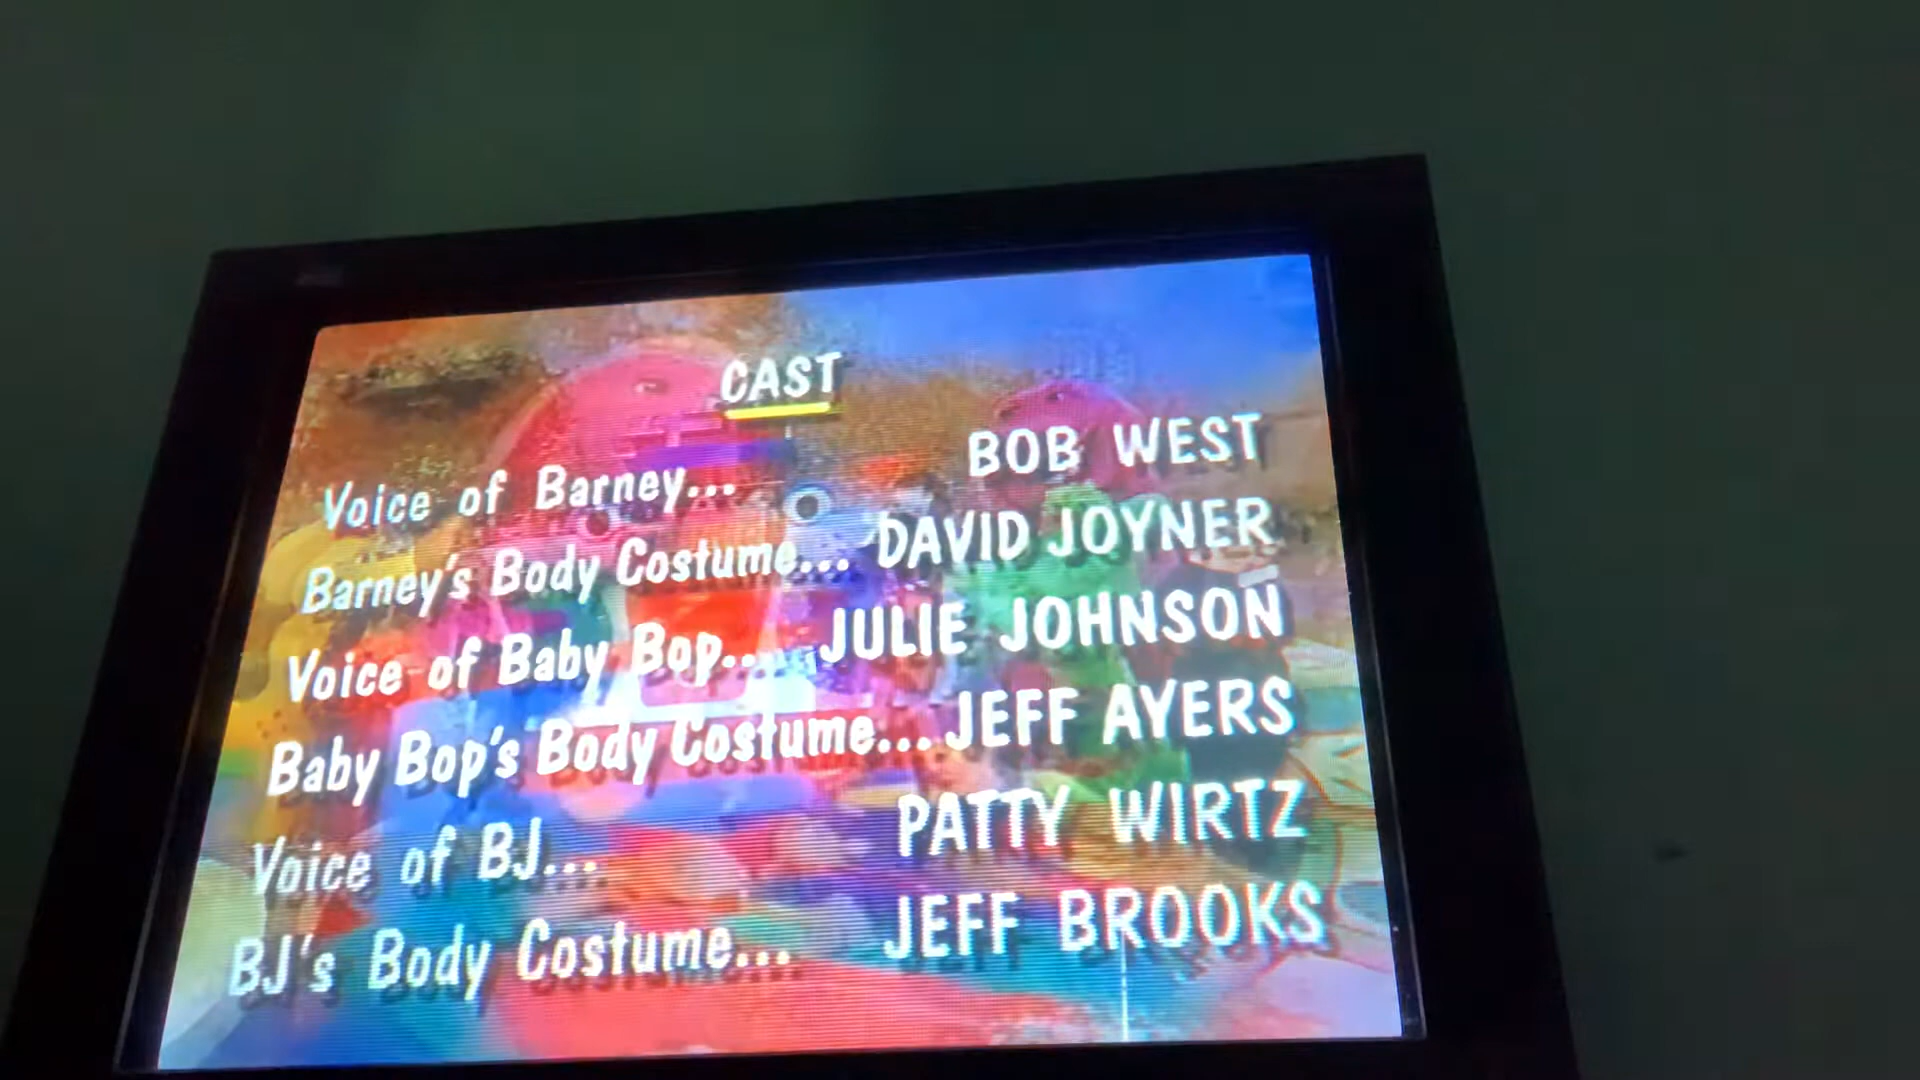 CAST
Voice of Barney... BOB WEST
Barney's Body Costume... DAVID JOYNER
Voice of Baby Bop... JULIE JOHNSON
Baby Bop's Body Costume... JEFF AYERS
Voice of BJ... PATTY WIRTZ
BJ's Body Costume... JEFF BROOKS